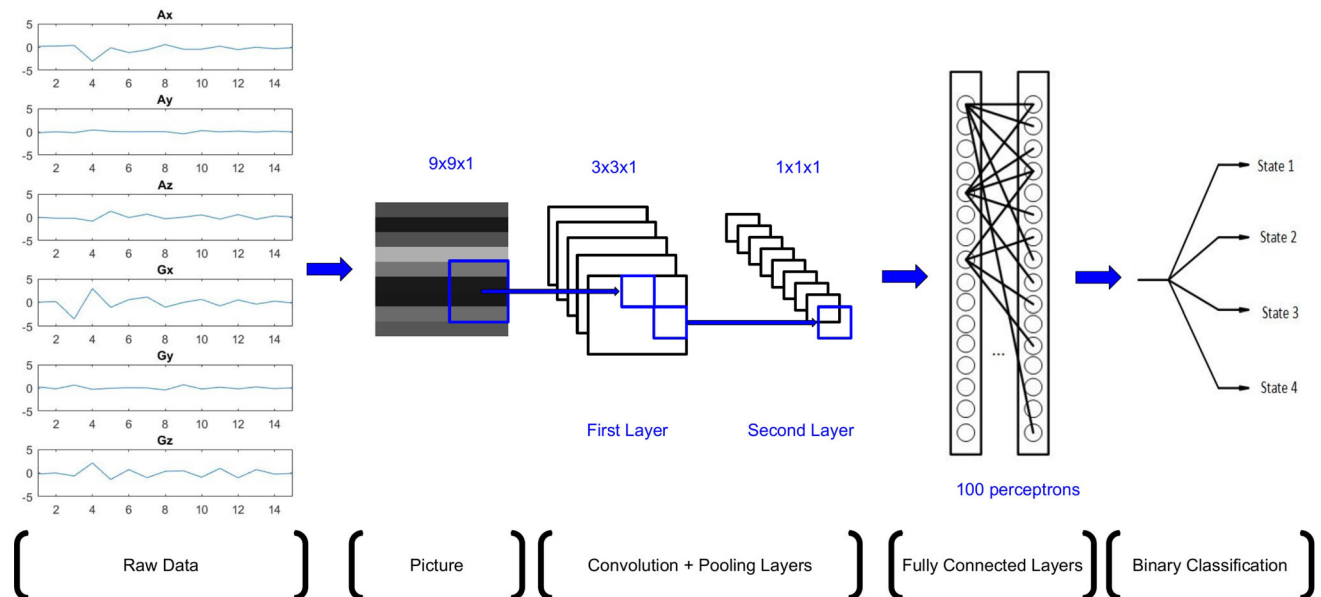 Ax
5
0
-5
2 4 6 8 10 12 14
Ay
5
0
-5
2 4 6 8 10 12 14
Az
5
0
-5
2 4 6 8 10 12 14
Gx
5
0
-5
2 4 6 8 10 12 14
Gy
5
0
-5
2 4 6 8 10 12 14
Gz
5
0
-5
2 4 6 8 10 12 14
9x9x1
3x3x1
1x1x1
First Layer
Second Layer
...
100 perceptrons
State 1
State 2
State 3
State 4
Raw Data
Picture
Convolution + Pooling Layers
Fully Connected Layers
Binary Classification